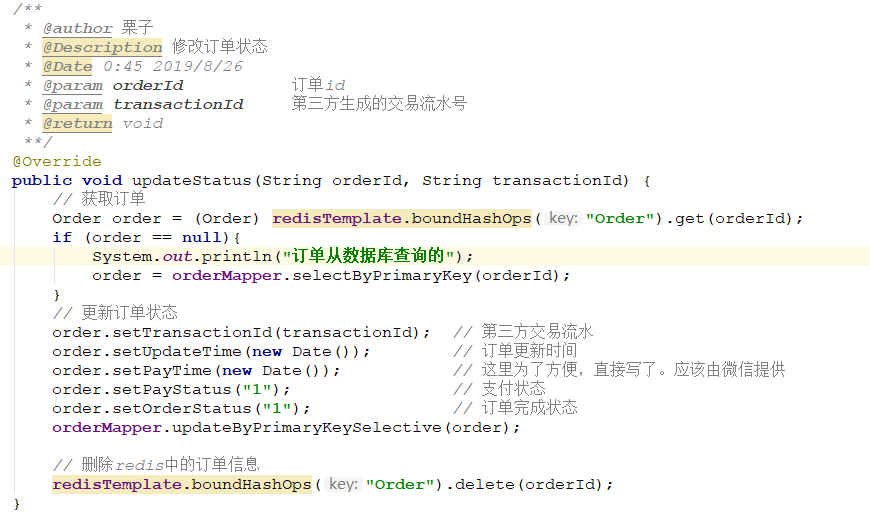 /**
 * @author 栗子
 * @Description 修改订单状态
 * @Date 0:45 2019/8/26
 * @param orderId 订单id
 * @param transactionId 第三方生成的交易流水号
 * @return void
 **/
@Override
public void updateStatus(String orderId, String transactionId) {
    // 获取订单
    Order order = (Order) redisTemplate.boundHashOps( key: "Order").get(orderId);
    if (order == null){
        System.out.println("订单从数据库查询的");
        order = orderMapper.selectByPrimaryKey(orderId);
    }
    // 更新订单状态
    order.setTransactionId(transactionId); // 第三方交易流水
    order.setUpdateTime(new Date()); // 订单更新时间
    order.setPayTime(new Date()); // 这里为了方便，直接写了。应该由微信提供
    order.setPayStatus("1"); // 支付状态
    order.setOrderStatus("1"); // 订单完成状态
    orderMapper.updateByPrimaryKeySelective(order);
    // 删除redis中的订单信息
    redisTemplate.boundHashOps( key: "Order").delete(orderId);
}